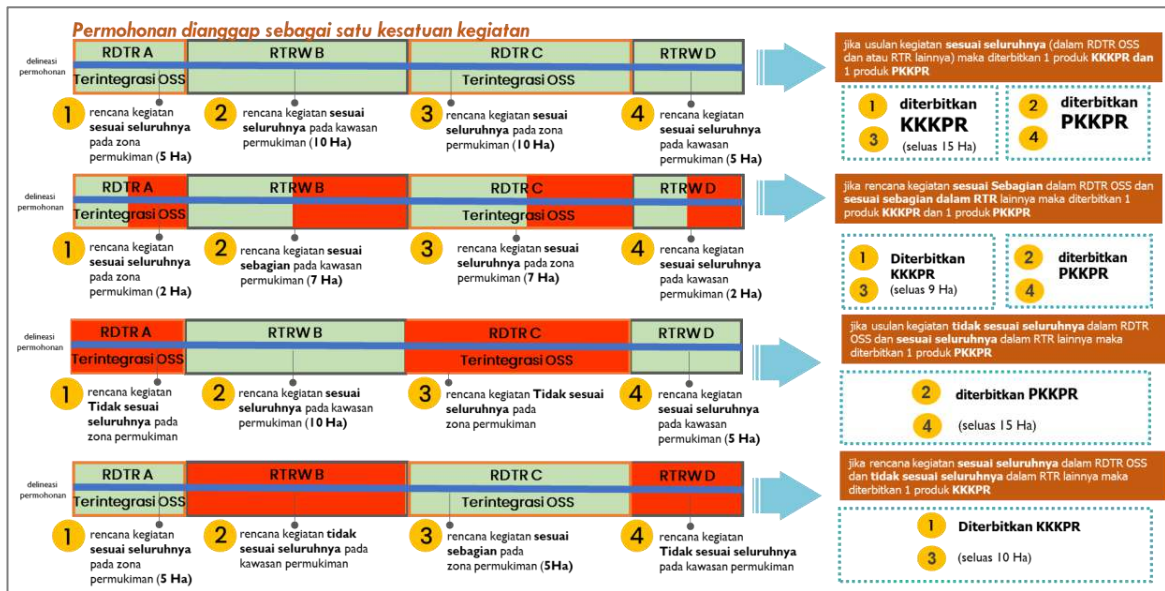 Permohonan dianggap sebagai satu kesatuan kegiatan
delineasi
permohonan
RDTR A
Terintegrasi OSS
RTRW B
RDTR C
Terintegrasi OSS
RTRW D
1
rencana kegiatan
sesuai seluruhnya
pada zona
permukiman (5 Ha)
2
rencana kegiatan sesuai
seluruhnya pada kawasan
permukiman (10 Ha)
3
rencana kegiatan sesuai
seluruhnya pada zona
permukiman (10 Ha)
4
rencana kegiatan
sesuai seluruhnya
pada kawasan
permukiman (5 Ha)
jika usulan kegiatan sesuai seluruhnya (dalam RDTR OSS
dan atau RTR lainnya) maka diterbitkan 1 produk KKKPR dan
1 produk PKKPR
1
3
diterbitkan
KKKPR
(seluas 15 Ha)
2
4
diterbitkan
PKKPR
delineasi
permohonan
RDTR A
Terintegrasi OSS
RTRW B
RDTR C
Terintegrasi OSS
RTRW D
1
rencana kegiatan
sesuai seluruhnya
pada zona
permukiman (2 Ha)
2
rencana kegiatan sesuai
sebagian pada kawasan
permukiman (7 Ha)
3
rencana kegiatan sesuai
seluruhnya pada zona
permukiman (7 Ha)
4
rencana kegiatan
sesuai seluruhnya
pada kawasan
permukiman (2 Ha)
jika rencana kegiatan sesuai Sebagian dalam RDTR OSS dan
sesuai sebagian dalam RTR lainnya maka diterbitkan 1
produk KKKPR dan 1 produk PKKPR
1
3
Diterbitkan
KKKPR
(seluas 9 Ha)
2
4
diterbitkan
PKKPR
delineasi
permohonan
RDTR A
Terintegrasi OSS
RTRW B
RDTR C
Terintegrasi OSS
RTRW D
1
rencana kegiatan
Tidak sesuai
seluruhnya pada
zona permukiman
2
rencana kegiatan sesuai
seluruhnya pada kawasan
permukiman (10 Ha)
3
rencana kegiatan Tidak sesuai
seluruhnya pada
zona permukiman
4
rencana kegiatan
sesuai seluruhnya
pada kawasan
permukiman (5 Ha)
jika usulan kegiatan tidak sesuai seluruhnya dalam RDTR
OSS dan sesuai seluruhnya dalam RTR lainnya maka
diterbitkan 1 produk PKKPR
2
4
diterbitkan PKKPR
(seluas 15 Ha)
delineasi
permohonan
RDTR A
Terintegrasi OSS
RTRW B
RDTR C
Terintegrasi OSS
RTRW D
1
rencana kegiatan
sesuai seluruhnya
pada zona
permukiman (5 Ha)
2
rencana kegiatan tidak
sesuai seluruhnya pada
kawasan permukiman
3
rencana kegiatan sesuai
sebagian pada
zona permukiman (5Ha)
4
rencana kegiatan
Tidak sesuai seluruhnya
pada kawasan permukiman
jika rencana kegiatan sesuai seluruhnya dalam RDTR OSS
dan tidak sesuai seluruhnya dalam RTR lainnya maka
diterbitkan 1 produk KKKPR
1
3
Diterbitkan KKKPR
(seluas 10 Ha)